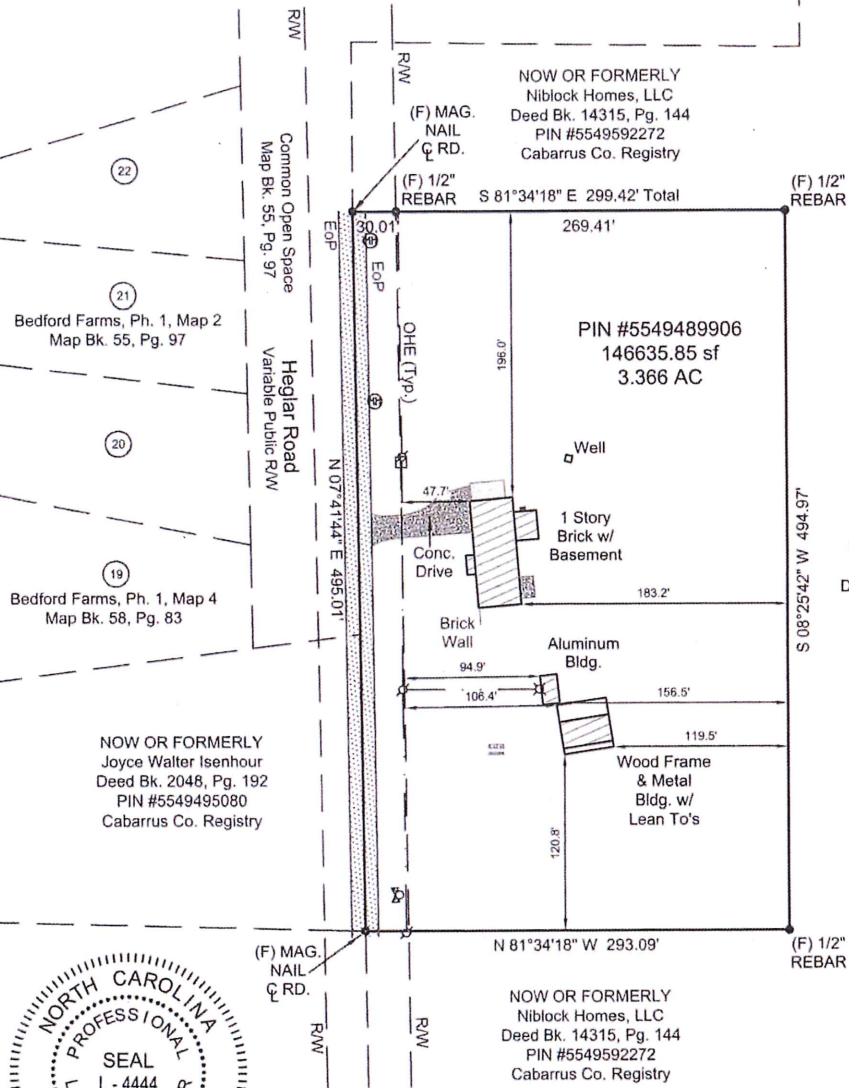 R/W
R/W
NOW OR FORMERLY
Niblock Homes, LLC
Deed Bk. 14315, Pg. 144
PIN #5549592272
Cabarrus Co. Registry
(F) MAG.
NAIL
℄ RD.
(F) 1/2"
REBAR
S 81°34'18" E 299.42' Total
(F) 1/2"
REBAR
30.01'
269.41'
22
Common Open Space
Map Bk. 55, Pg. 97
EoP
EoP
21
Bedford Farms, Ph. 1, Map 2
Map Bk. 55, Pg. 97
PIN #5549489906
146635.85 sf
3.366 AC
OHE (Typ.)
196.0'
Heglar Road
Variable Public R/W
20
Well
N 07°41'44" E 495.01'
47.7'
1 Story
Brick w/
Basement
Conc.
Drive
S 08°25'42" W 494.97'
19
Bedford Farms, Ph. 1, Map 4
Map Bk. 58, Pg. 83
D
183.2'
Brick
Wall
Aluminum
Bldg.
94.9'
106.4'
156.5'
119.5'
NOW OR FORMERLY
Joyce Walter Isenhour
Deed Bk. 2048, Pg. 192
PIN #5549495080
Cabarrus Co. Registry
Wood Frame
& Metal
Bldg. w/
Lean To's
120.8'
(F) MAG.
NAIL
℄ RD.
N 81°34'18" W 293.09'
(F) 1/2"
REBAR
NOW OR FORMERLY
Niblock Homes, LLC
Deed Bk. 14315, Pg. 144
PIN #5549592272
Cabarrus Co. Registry
R/W
R/W
NORTH CAROLINA
PROFESSIONAL
SEAL
L - 4444